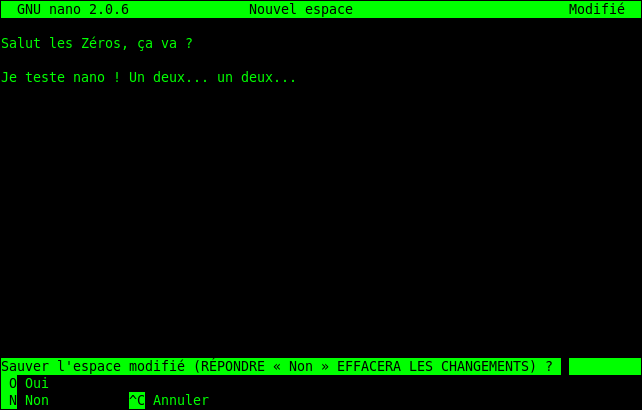 GNU nano 2.0.6 Nouvel espace Modifié
Salut les Zéros, ça va ?
Je teste nano ! Un deux... un deux...
Sauver l'espace modifié (RÉPONDRE « Non » EFFACERA LES CHANGEMENTS) ?
O Oui
N Non ^C Annuler